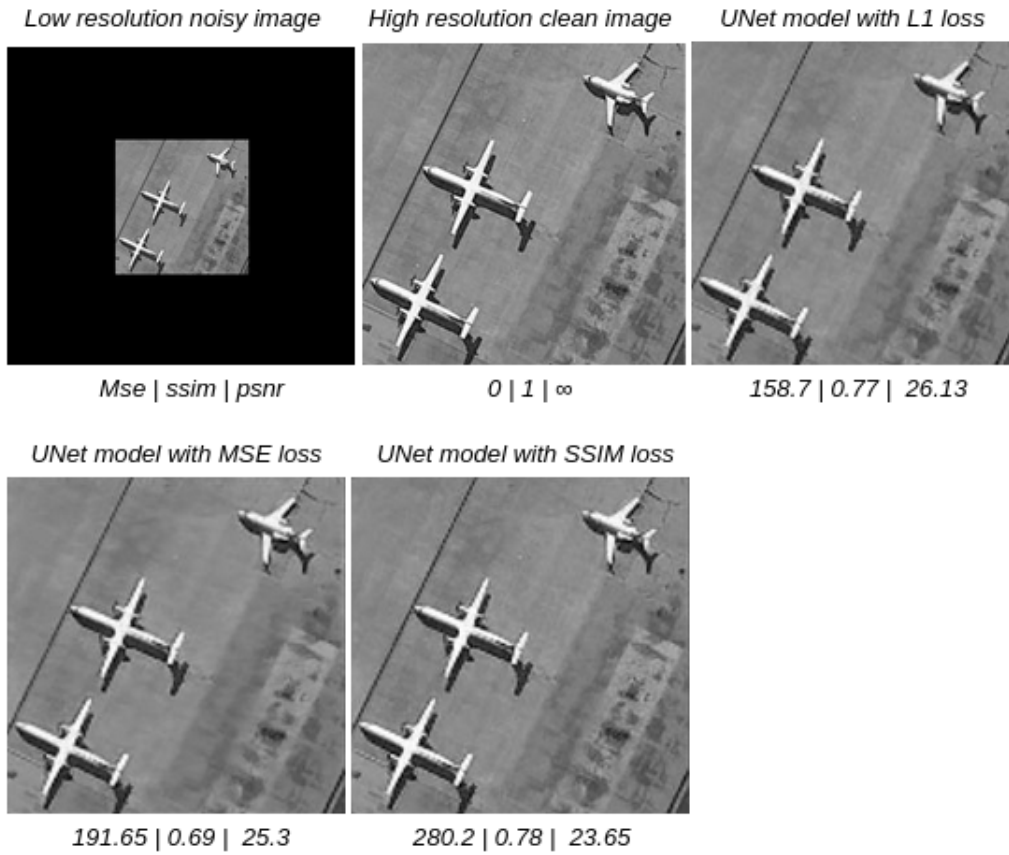 Low resolution noisy image
High resolution clean image
UNet model with L1 loss
Mse | ssim | psnr
0 | 1 | ∞
158.7 | 0.77 | 26.13
UNet model with MSE loss
UNet model with SSIM loss
191.65 | 0.69 | 25.3
280.2 | 0.78 | 23.65